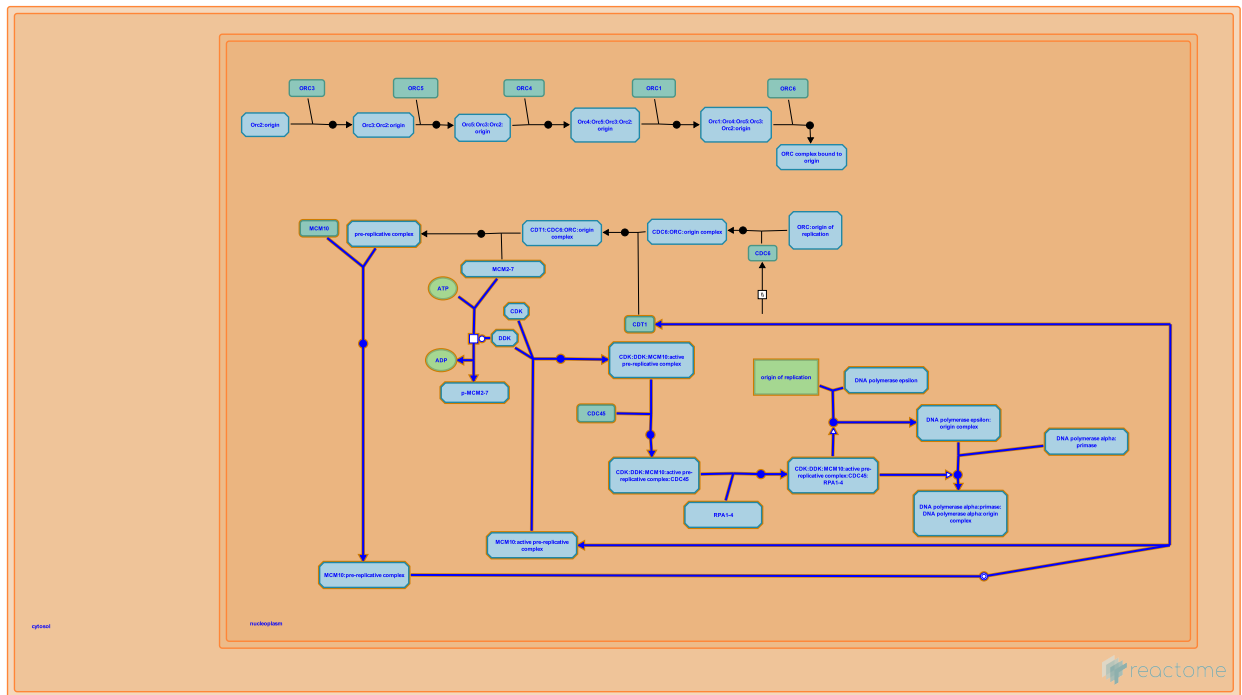 ORC3
ORC5
ORC4
ORC1
ORC6
Orc2:origin
Orc3:Orc2:origin
Orc5:Orc3:Orc2:
origin
Orc4:Orc5:Orc3:Orc2:
origin
Orc1:Orc4:Orc5:Orc3:
Orc2:origin
ORC complex bound to
origin
MCM10
pre-replicative complex
CDT1:CDC6:ORC:origin
complex
CDC6:ORC:origin complex
ORC:origin of
replication
CDC6
MCM2-7
ATP
CDK
DDK
CDT1
ADP
p-MCM2-7
CDK:DDK:MCM10:active
pre-replicative complex
origin of replication
DNA polymerase epsilon
CDC45
DNA polymerase epsilon:
origin complex
DNA polymerase alpha:
primase
CDK:DDK:MCM10:active pre-
replicative complex:CDC45
CDK:DDK:MCM10:active pre-
replicative complex:CDC45:
RPA1-4
RPA1-4
DNA polymerase alpha:primase:
DNA polymerase alpha:origin
complex
MCM10:active pre-replicative
complex
MCM10:pre-replicative complex
cytosol
nucleoplasm
reactome